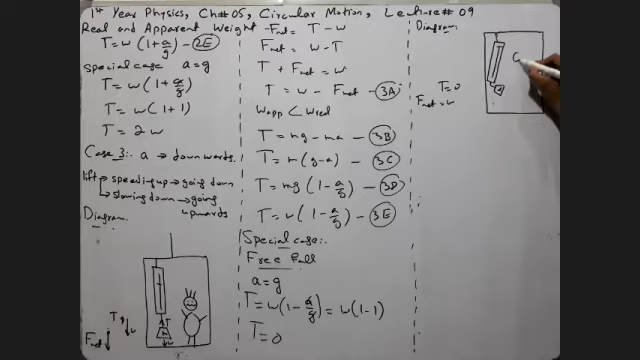 1st Year Physics, Ch#05, Circular Motion, Lecture# 09
Real and Apparent Weight
T = w (1 + a/g) - 2E
special case a = g
T = w (1 + a/g)
T = w (1 + 1)
T = 2w
Case 3:- a → downwards.
lift → speeding up → going down
→ slowing down → going upwards
Diagram
T
T, w
Fnet
w
-Fnet = T - w
Fnet = w - T
T + Fnet = w
T = w - Fnet - 3A
Wapp < Wreal
T = mg - ma - 3B
T = m(g-a) - 3C
T = mg (1 - a/g) - 3D
T = w (1 - a/g) - 3E
Special case:-
Free Fall
a = g
T = w(1 - a/g) = w(1-1)
T = 0
Diagram:
T = 0
Fnet = w